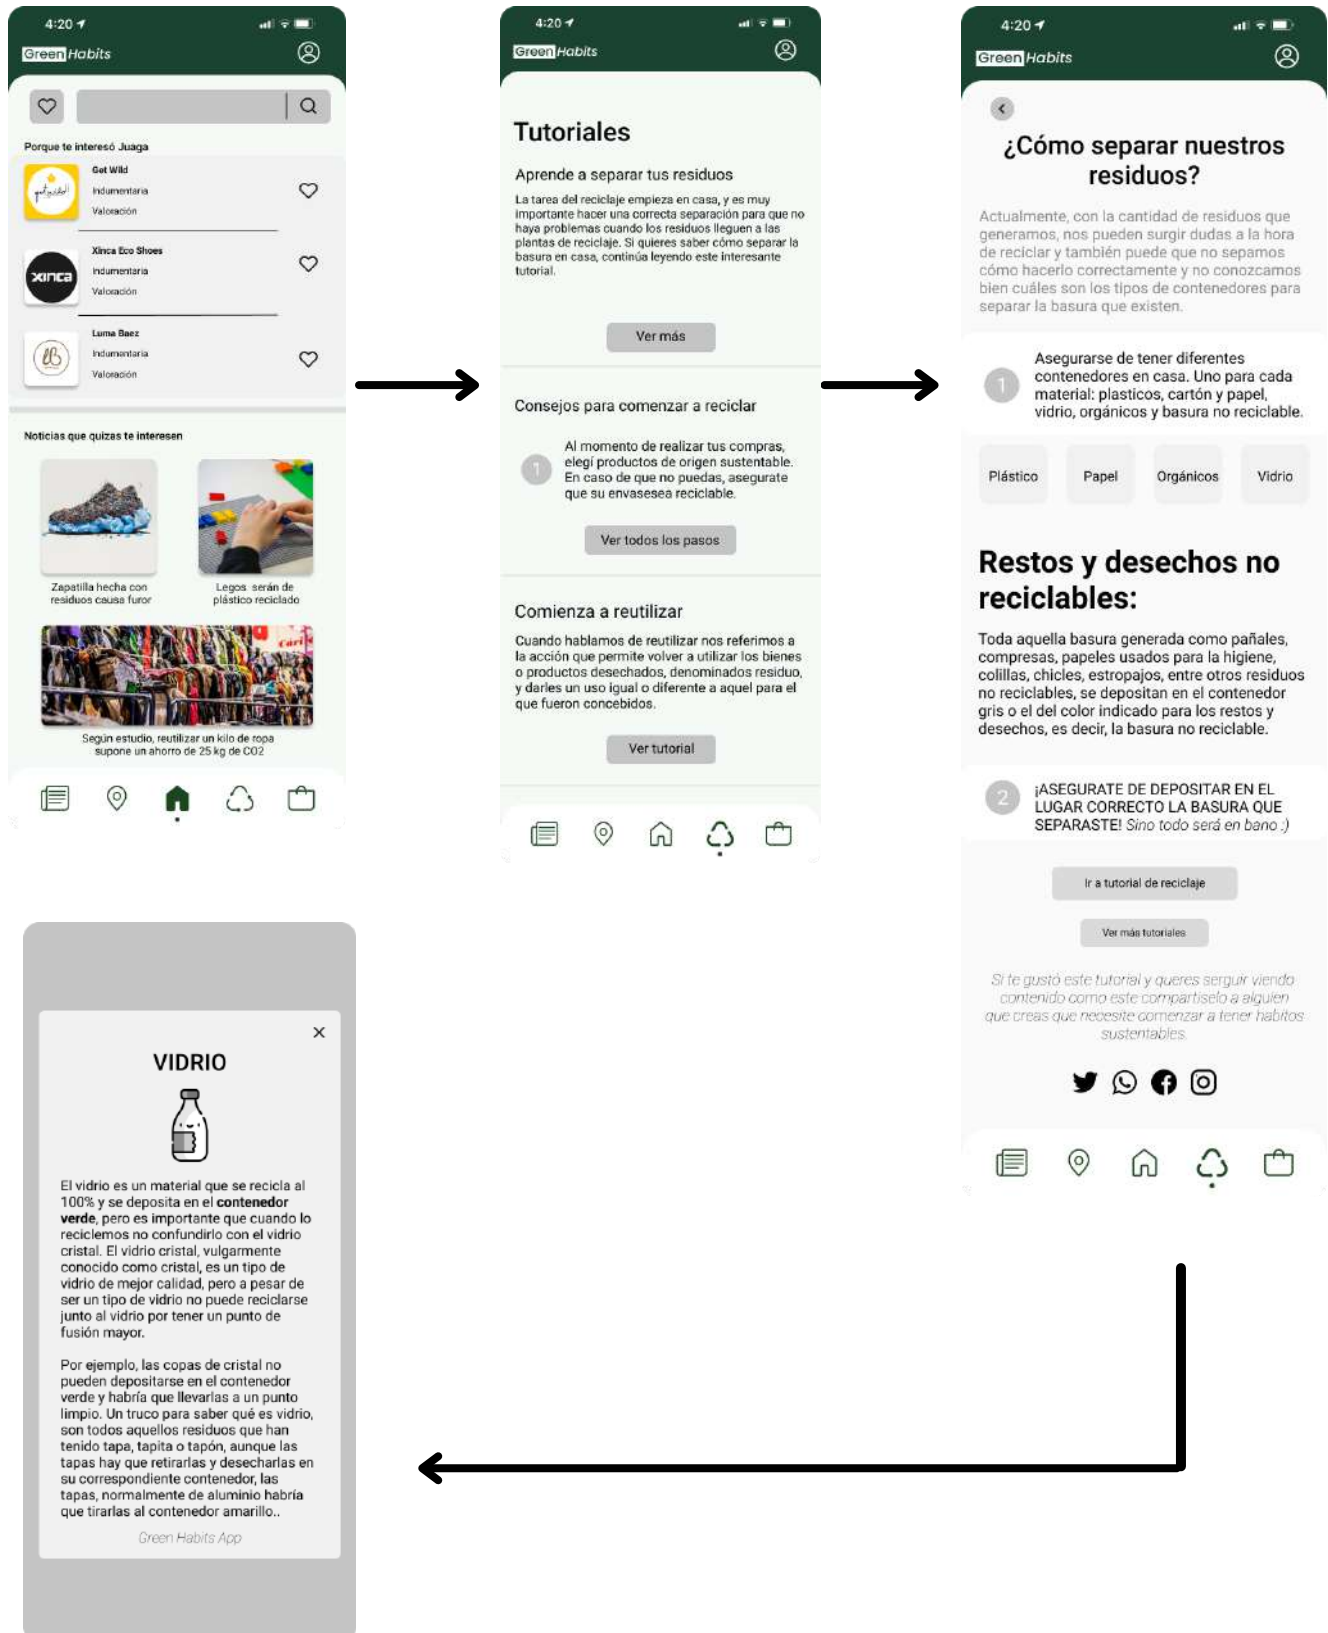 4:20
Green Habits
Porque te interesó Juaga
Got Wild
Indumentaria
Valoración
XINCA
Xinca Eco Shoes
Indumentaria
Valoración
Luma Baez
Indumentaria
Valoración
Noticias que quizas te interesen
Zapatilla hecha con
residuos causa furor
Legos serán de
plástico reciclado
Según estudio, reutilizar un kilo de ropa
supone un ahorro de 25 kg de CO2
4:20
Green Habits
Tutoriales
Aprende a separar tus residuos
La tarea del reciclaje empieza en casa, y es muy
importante hacer una correcta separación para que no
haya problemas cuando los residuos lleguen a las
plantas de reciclaje. Si quieres saber cómo separar la
basura en casa, continúa leyendo este interesante
tutorial.
Ver más
Consejos para comenzar a reciclar
1
Al momento de realizar tus compras,
elegí productos de origen sustentable.
En caso de que no puedas, asegurate
que su envasesea reciclable.
Ver todos los pasos
Comienza a reutilizar
Cuando hablamos de reutilizar nos referimos a
la acción que permite volver a utilizar los bienes
o productos desechados, denominados residuo,
y darles un uso igual o diferente a aquel para el
que fueron concebidos.
Ver tutorial
4:20
Green Habits
¿Cómo separar nuestros
residuos?
Actualmente, con la cantidad de residuos que
generamos, nos pueden surgir dudas a la hora
de reciclar y también puede que no sepamos
cómo hacerlo correctamente y no conozcamos
bien cuáles son los tipos de contenedores para
separar la basura que existen.
1
Asegurarse de tener diferentes
contenedores en casa. Uno para cada
material: plasticos, cartón y papel,
vidrio, orgánicos y basura no reciclable.
Plástico Papel Orgánicos Vidrio
Restos y desechos no
reciclables:
Toda aquella basura generada como pañales,
compresas, papeles usados para la higiene,
colillas, chicles, estropajos, entre otros residuos
no reciclables, se depositan en el contenedor
gris o el del color indicado para los restos y
desechos, es decir, la basura no reciclable.
2
¡ASEGURATE DE DEPOSITAR EN EL
LUGAR CORRECTO LA BASURA QUE
SEPARASTE! Sino todo será en bano :)
Ir a tutorial de reciclaje
Ver más tutoriales
Si te gustó este tutorial y queres serguir viendo
contenido como este compartiselo a alguien
que creas que necesite comenzar a tener habitos
sustentables.
VIDRIO
El vidrio es un material que se recicla al
100% y se deposita en el contenedor
verde, pero es importante que cuando lo
reciclemos no confundirlo con el vidrio
cristal. El vidrio cristal, vulgarmente
conocido como cristal, es un tipo de
vidrio de mejor calidad, pero a pesar de
ser un tipo de vidrio no puede reciclarse
junto al vidrio por tener un punto de
fusión mayor.
Por ejemplo, las copas de cristal no
pueden depositarse en el contenedor
verde y habría que llevarlas a un punto
limpio. Un truco para saber qué es vidrio,
son todos aquellos residuos que han
tenido tapa, tapita o tapón, aunque las
tapas hay que retirarlas y desecharlas en
su correspondiente contenedor, las
tapas, normalmente de aluminio habría
que tirarlas al contenedor amarillo..
Green Habits App